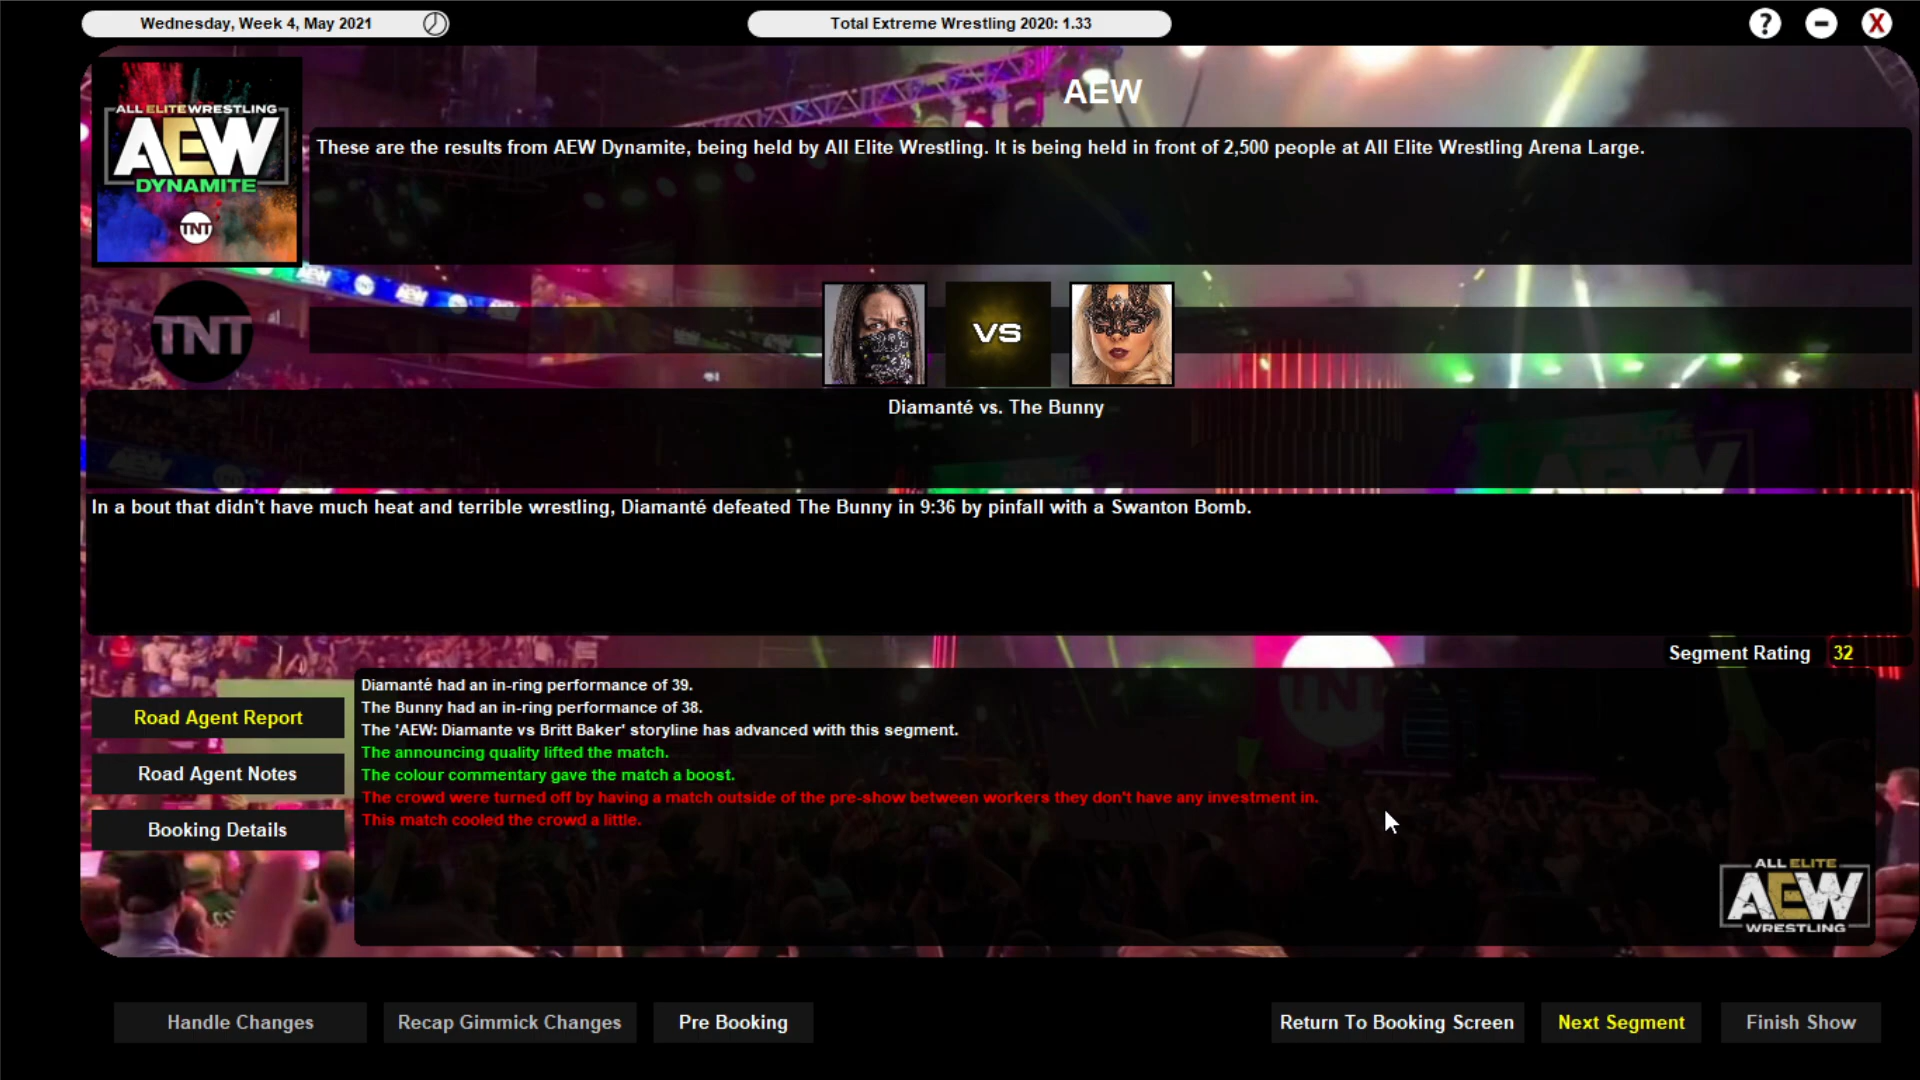 Wednesday, Week 4, May 2021
Total Extreme Wrestling 2020: 1.33
? – X
ALL ELITE WRESTLING
AEW
DYNAMITE
TNT
AEW
These are the results from AEW Dynamite, being held by All Elite Wrestling. It is being held in front of 2,500 people at All Elite Wrestling Arena Large.
TNT
VS
Diamanté vs. The Bunny
In a bout that didn't have much heat and terrible wrestling, Diamanté defeated The Bunny in 9:36 by pinfall with a Swanton Bomb.
Segment Rating 32
Road Agent Report
Road Agent Notes
Booking Details
Diamanté had an in-ring performance of 39.
The Bunny had an in-ring performance of 38.
The 'AEW: Diamante vs Britt Baker' storyline has advanced with this segment.
The announcing quality lifted the match.
The colour commentary gave the match a boost.
The crowd were turned off by having a match outside of the pre-show between workers they don't have any investment in.
This match cooled the crowd a little.
ALL ELITE
AEW
WRESTLING
Handle Changes
Recap Gimmick Changes
Pre Booking
Return To Booking Screen
Next Segment
Finish Show